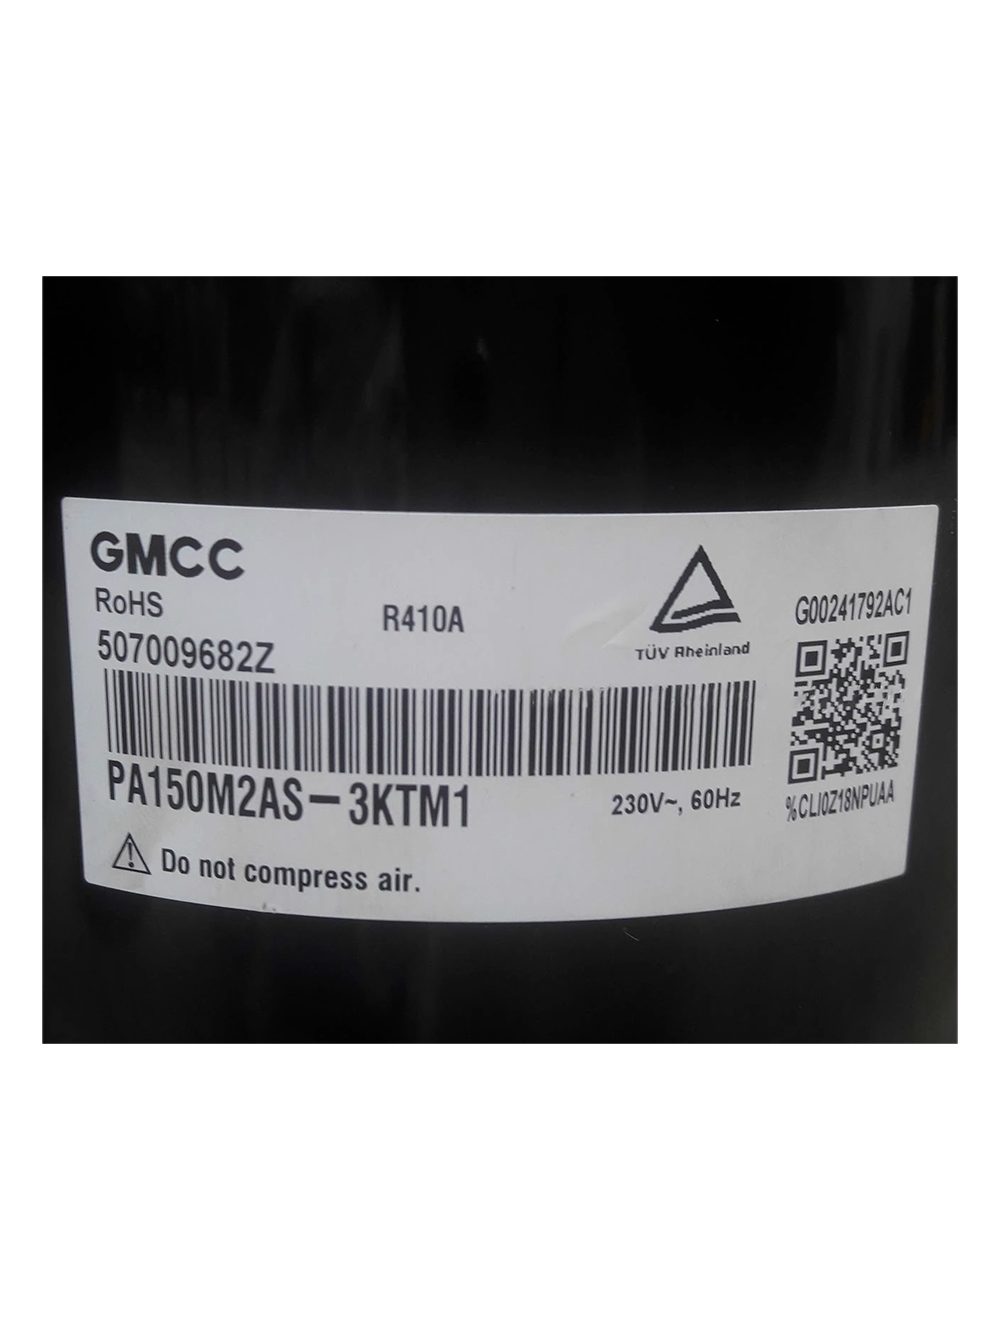 GMCC
RoHS
R410A
507009682Z
TÜV Rheinland
G00241792AC1
PA150M2AS-3KTM1
230V~, 60Hz
%CLI0Z18NPUAA
Do not compress air.